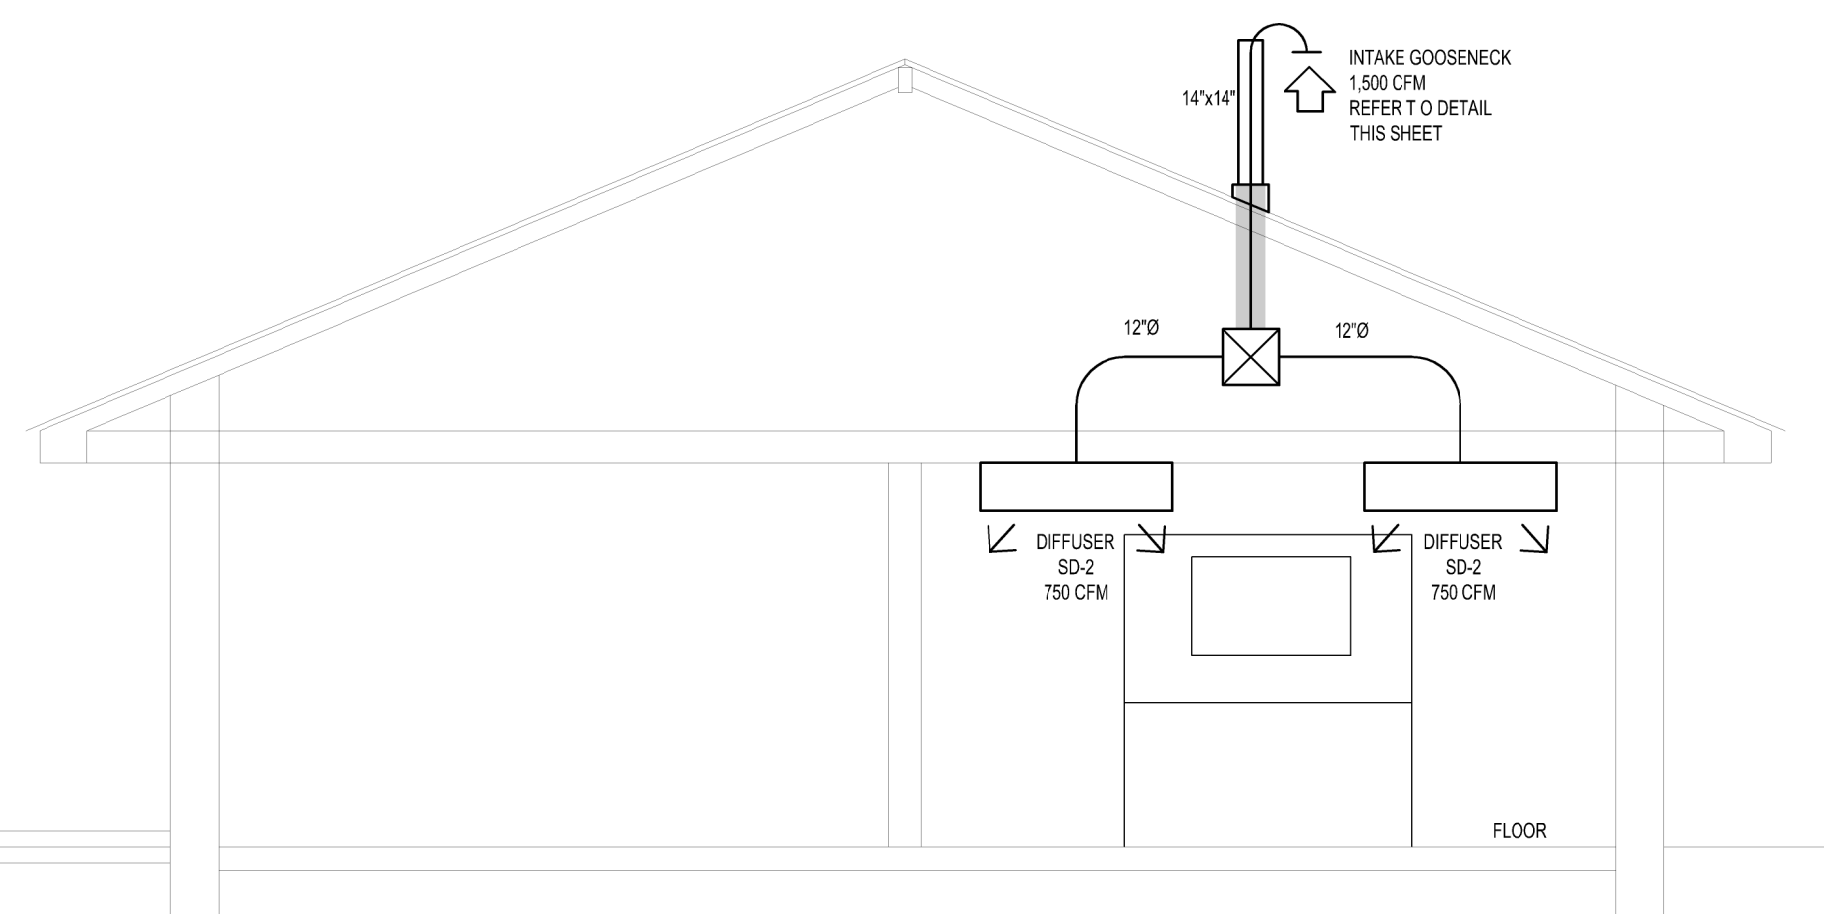 INTAKE GOOSENECK
1,500 CFM
REFER T O DETAIL
THIS SHEET
14"x14"
12"Ø
12"Ø
DIFFUSER
SD-2
750 CFM
DIFFUSER
SD-2
750 CFM
FLOOR